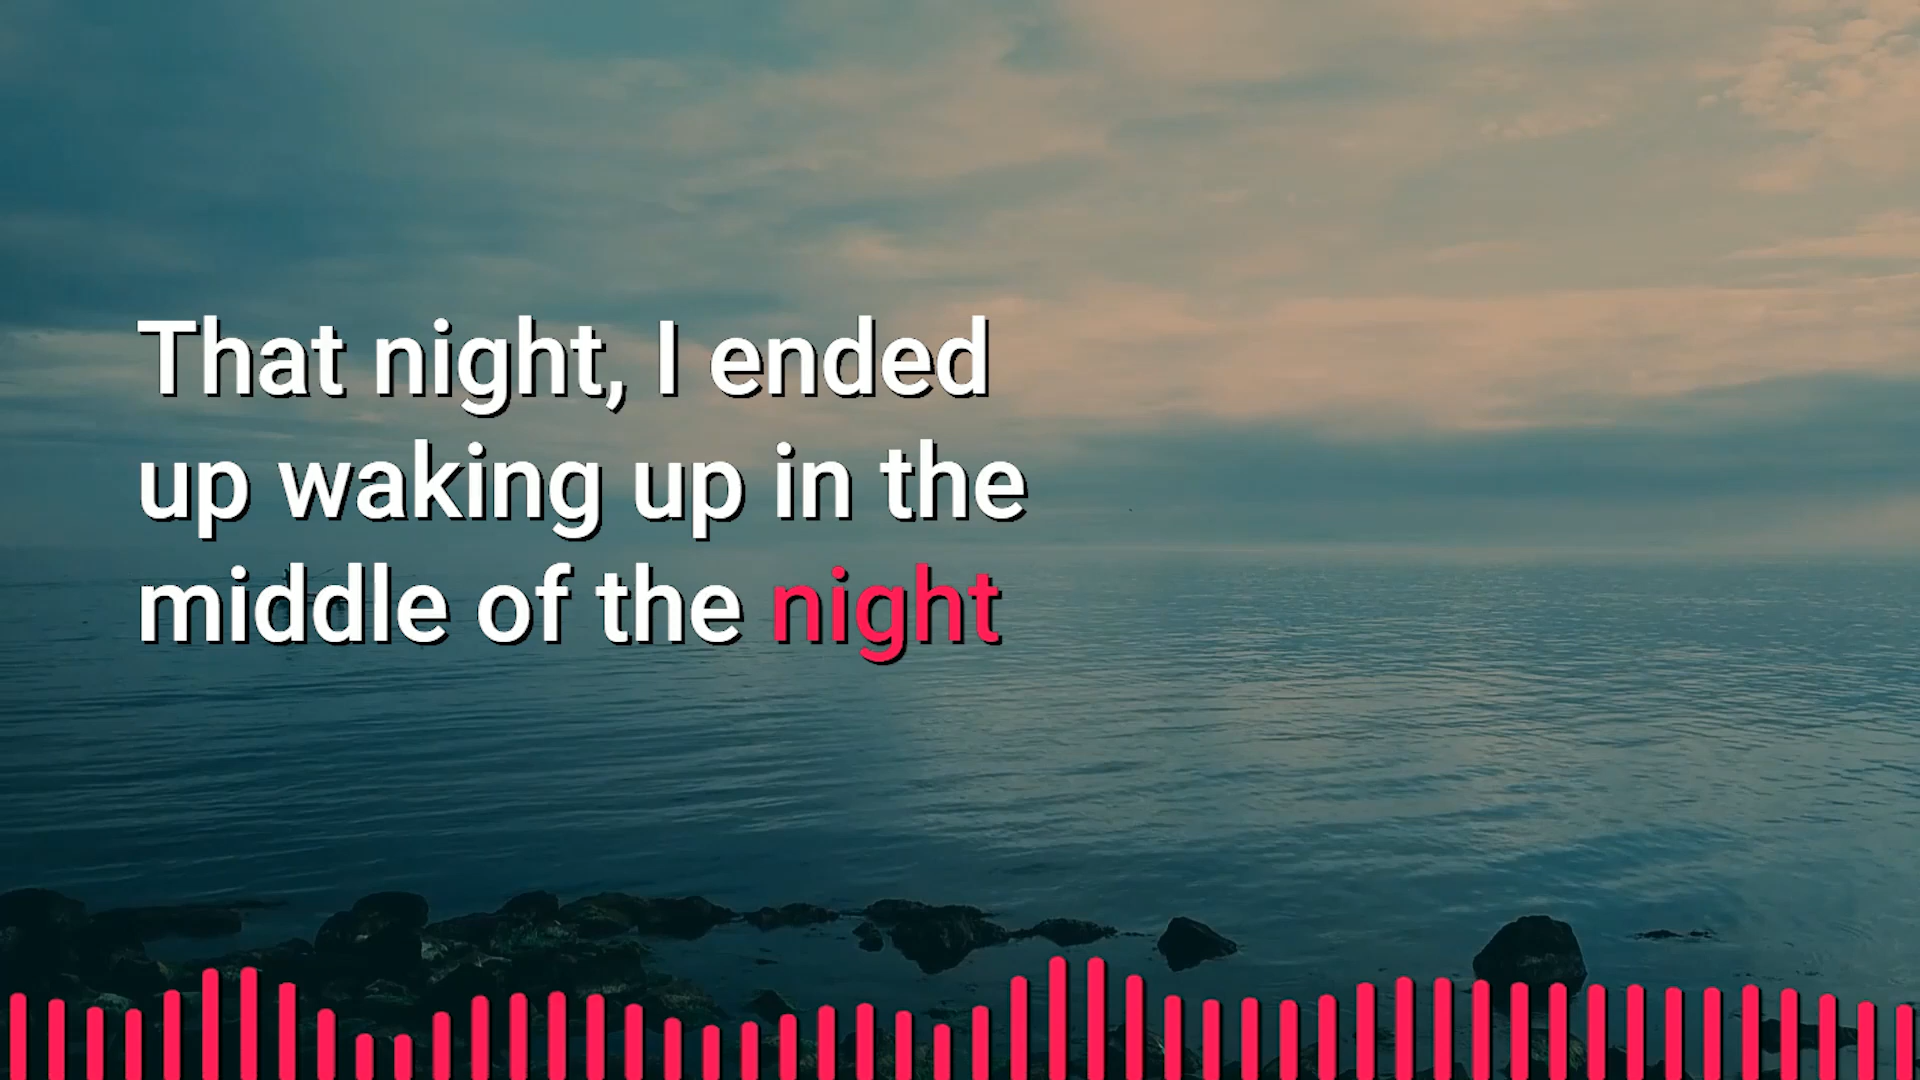 That night, I ended
up waking up in the
middle of the night